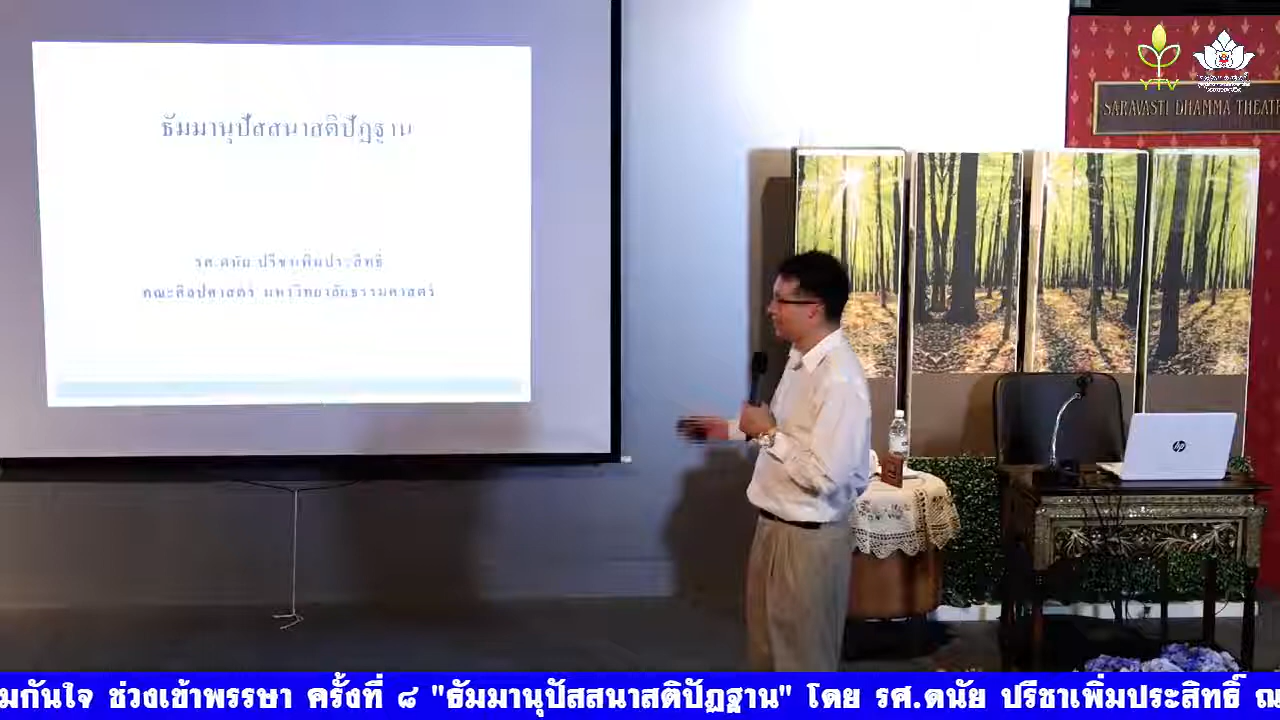 ธัมมานุปัสสนาสติปัฏฐาน
รศ.ดนัย ปรีชาเพิ่มประสิทธิ์
คณะศิลปศาสตร์ มหาวิทยาลัยธรรมศาสตร์
YTV
SARAVASTI DHAMMA THEAT
hp
มกันใจ ช่วงเข้าพรรษา ครั้งที่ ๘ "ธัมมานุปัสสนาสติปัฏฐาน" โดย รศ.ดนัย ปรีชาเพิ่มประสิทธิ์ ณ